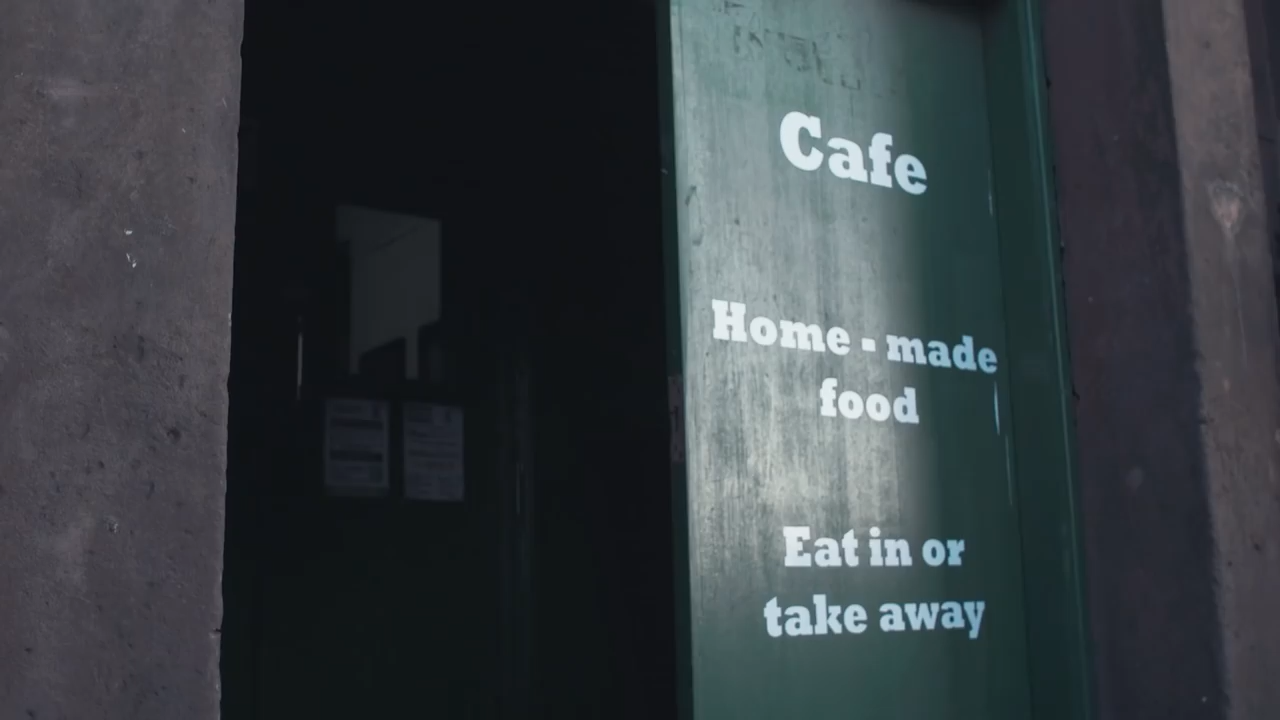 Cafe
Home - made
food
Eat in or
take away